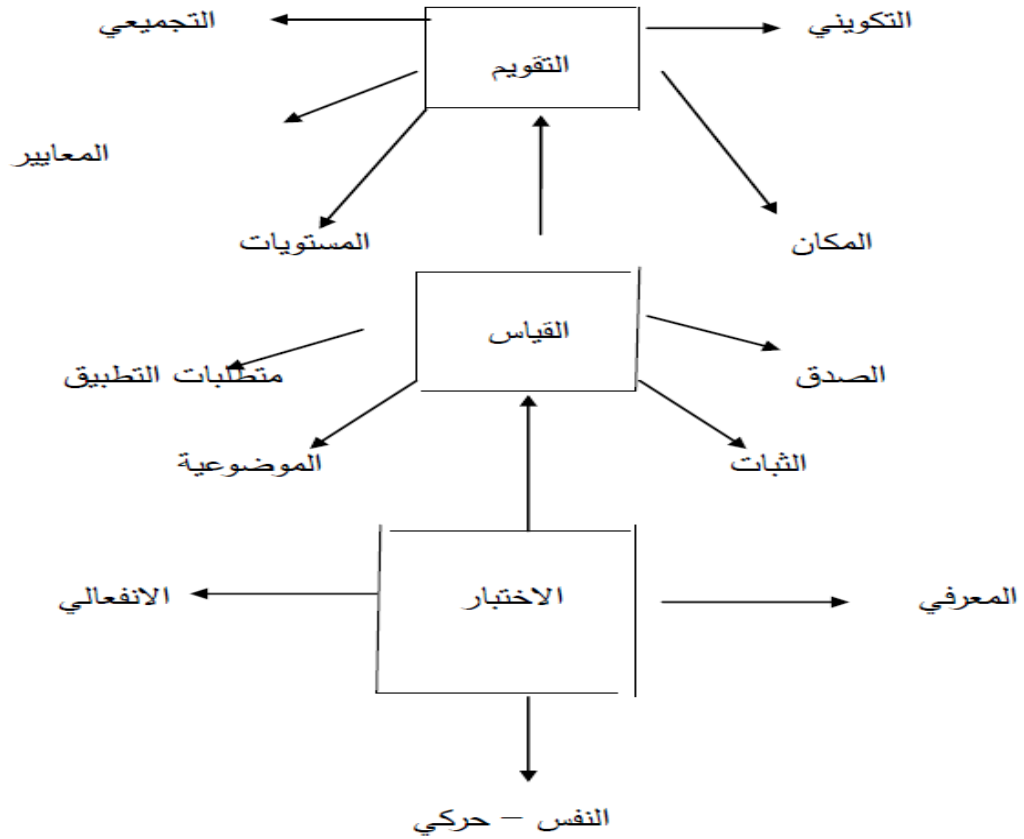 التكويني
التجميعي
التقويم
المعايير
المكان
المستويات
القياس
الصدق
متطلبات التطبيق
الثبات
الموضوعية
المعرفي
الاختبار
الانفعالي
النفس – حركي